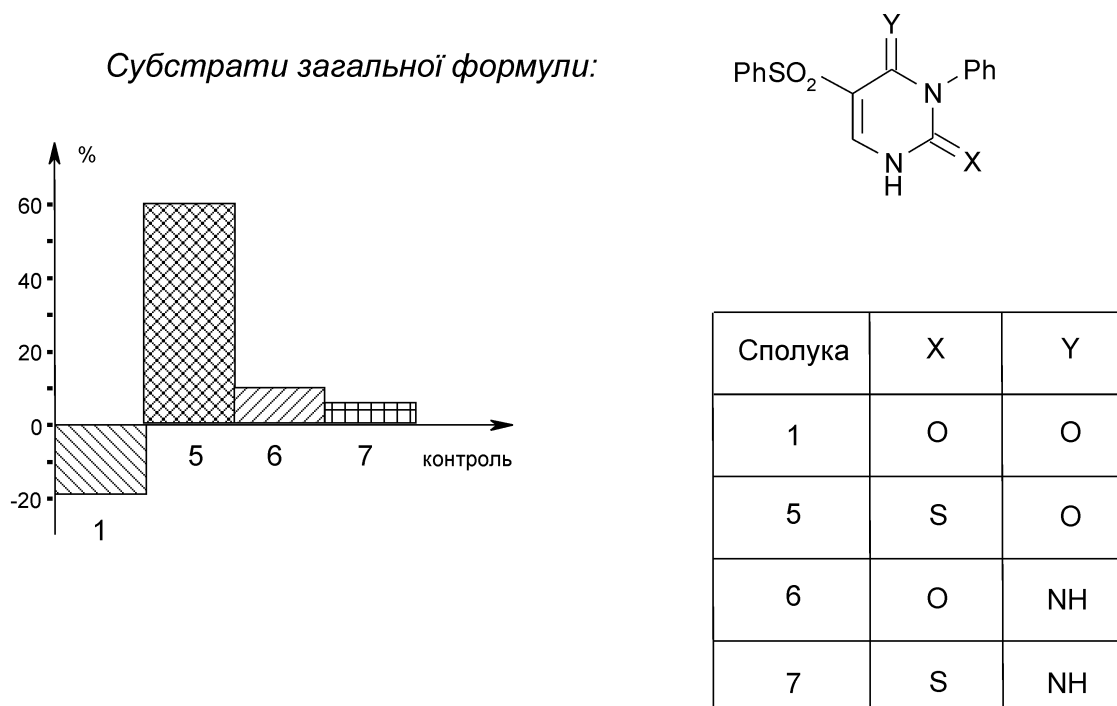 Субстрати загальної формули:
Y
PhSO2
N
Ph
N
H
X
%
60
40
20
0
-20
1
5
6
7
контроль
Сполука X Y
1 O O
5 S O
6 O NH
7 S NH